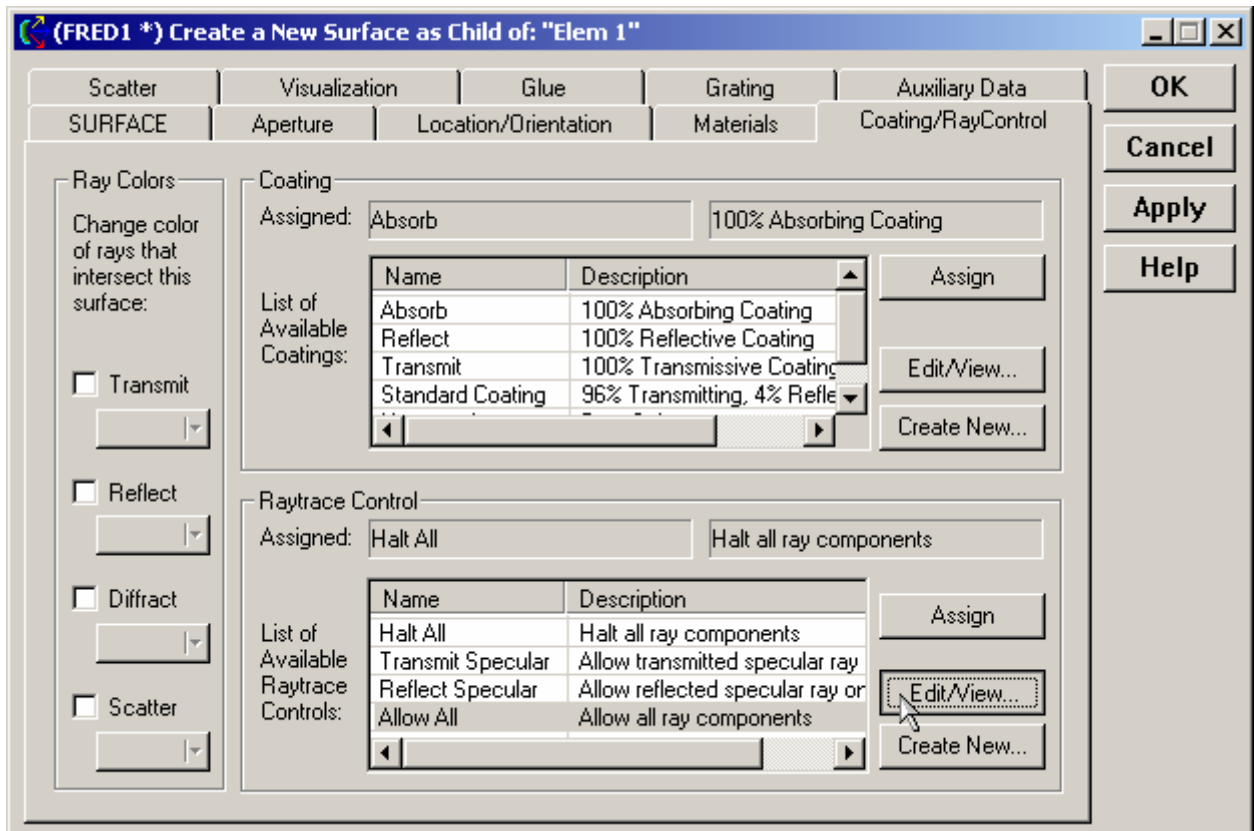 (FRED1 *) Create a New Surface as Child of: "Elem 1"
Scatter Visualization Glue Grating Auxiliary Data
SURFACE Aperture Location/Orientation Materials Coating/RayControl
OK
Cancel
Apply
Help
Ray Colors
Change color
of rays that
intersect this
surface:
Transmit
Reflect
Diffract
Scatter
Coating
Assigned: Absorb 100% Absorbing Coating
List of
Available
Coatings:
Name Description
Absorb 100% Absorbing Coating
Reflect 100% Reflective Coating
Transmit 100% Transmissive Coating
Standard Coating 96% Transmitting, 4% Refle
Assign
Edit/View...
Create New...
Raytrace Control
Assigned: Halt All Halt all ray components
List of
Available
Raytrace
Controls:
Name Description
Halt All Halt all ray components
Transmit Specular Allow transmitted specular ray
Reflect Specular Allow reflected specular ray or
Allow All Allow all ray components
Assign
Edit/View...
Create New...